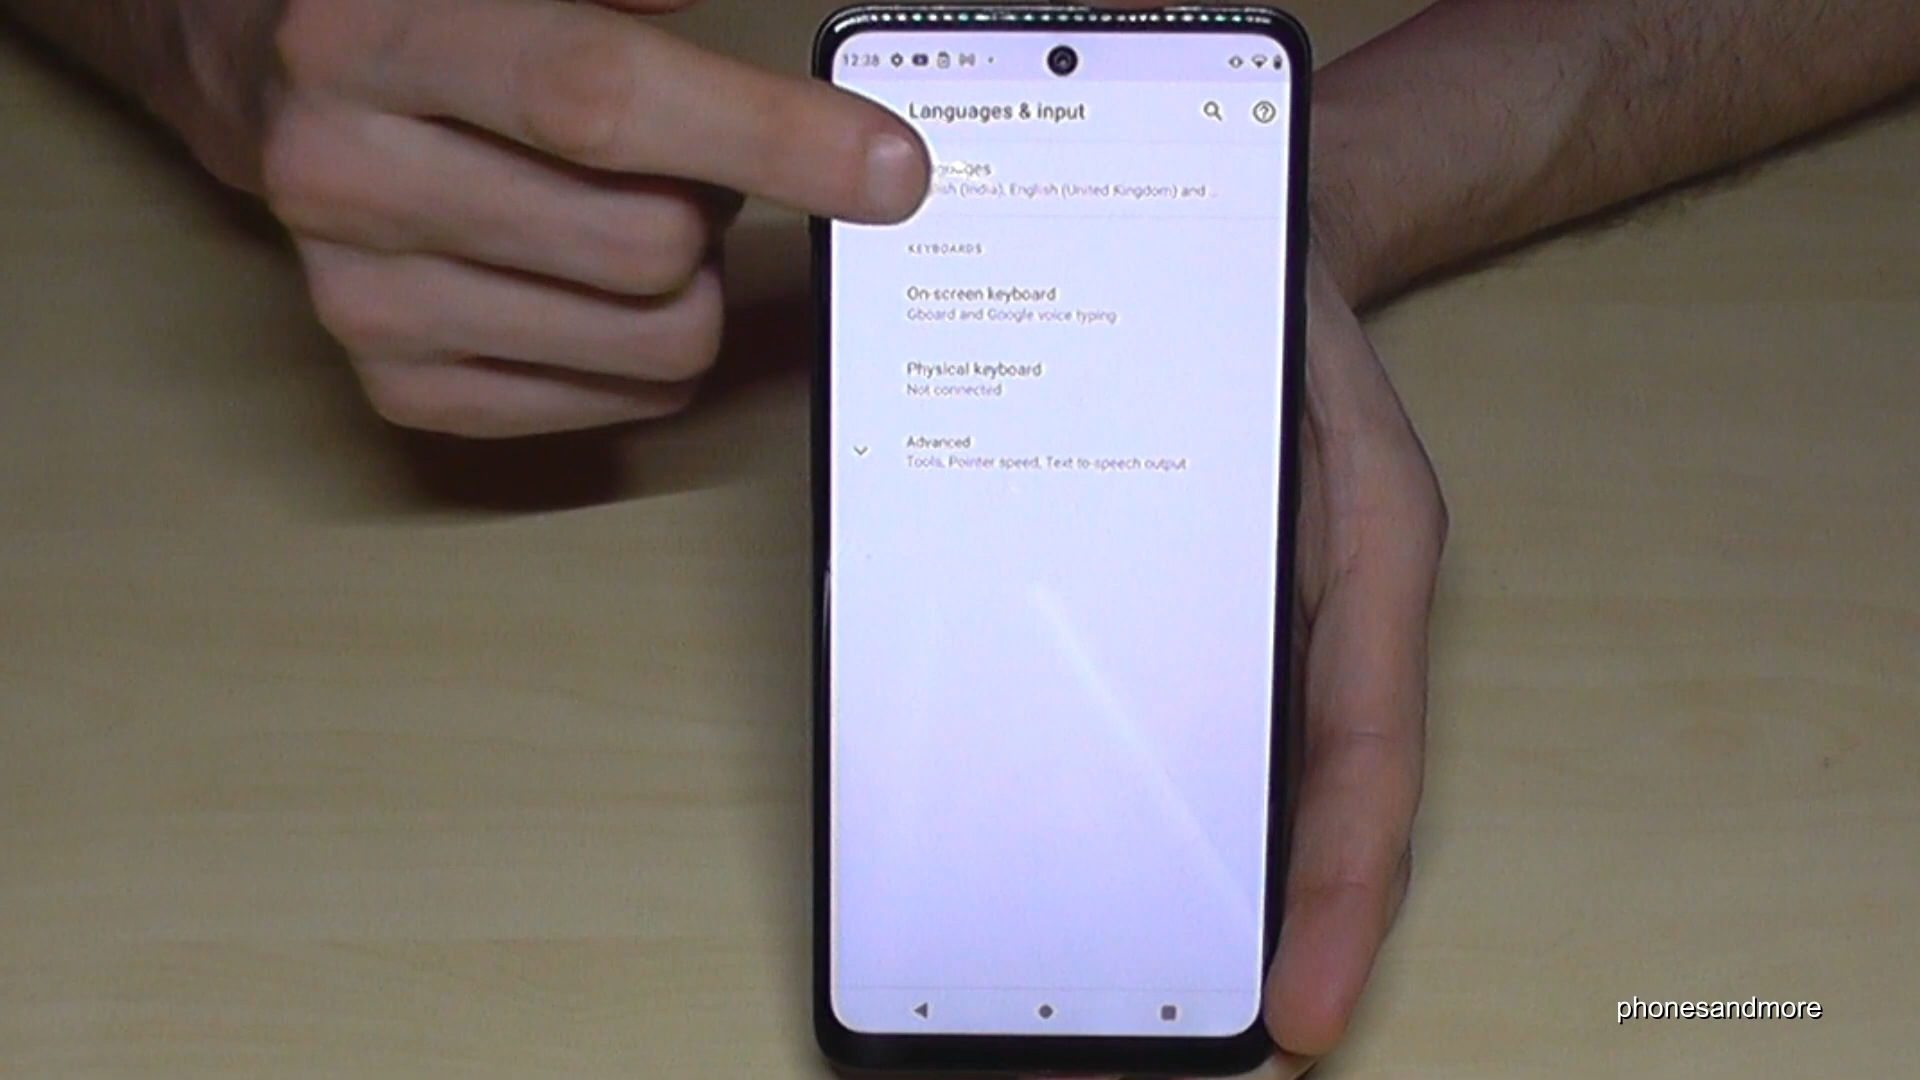 12:38
Languages & input
(India), English (United Kingdom) and ...
KEYBOARDS
On-screen keyboard
Gboard and Google voice typing
Physical keyboard
Not connected
Advanced
Tools, Pointer speed, Text-to-speech output
phonesandmore